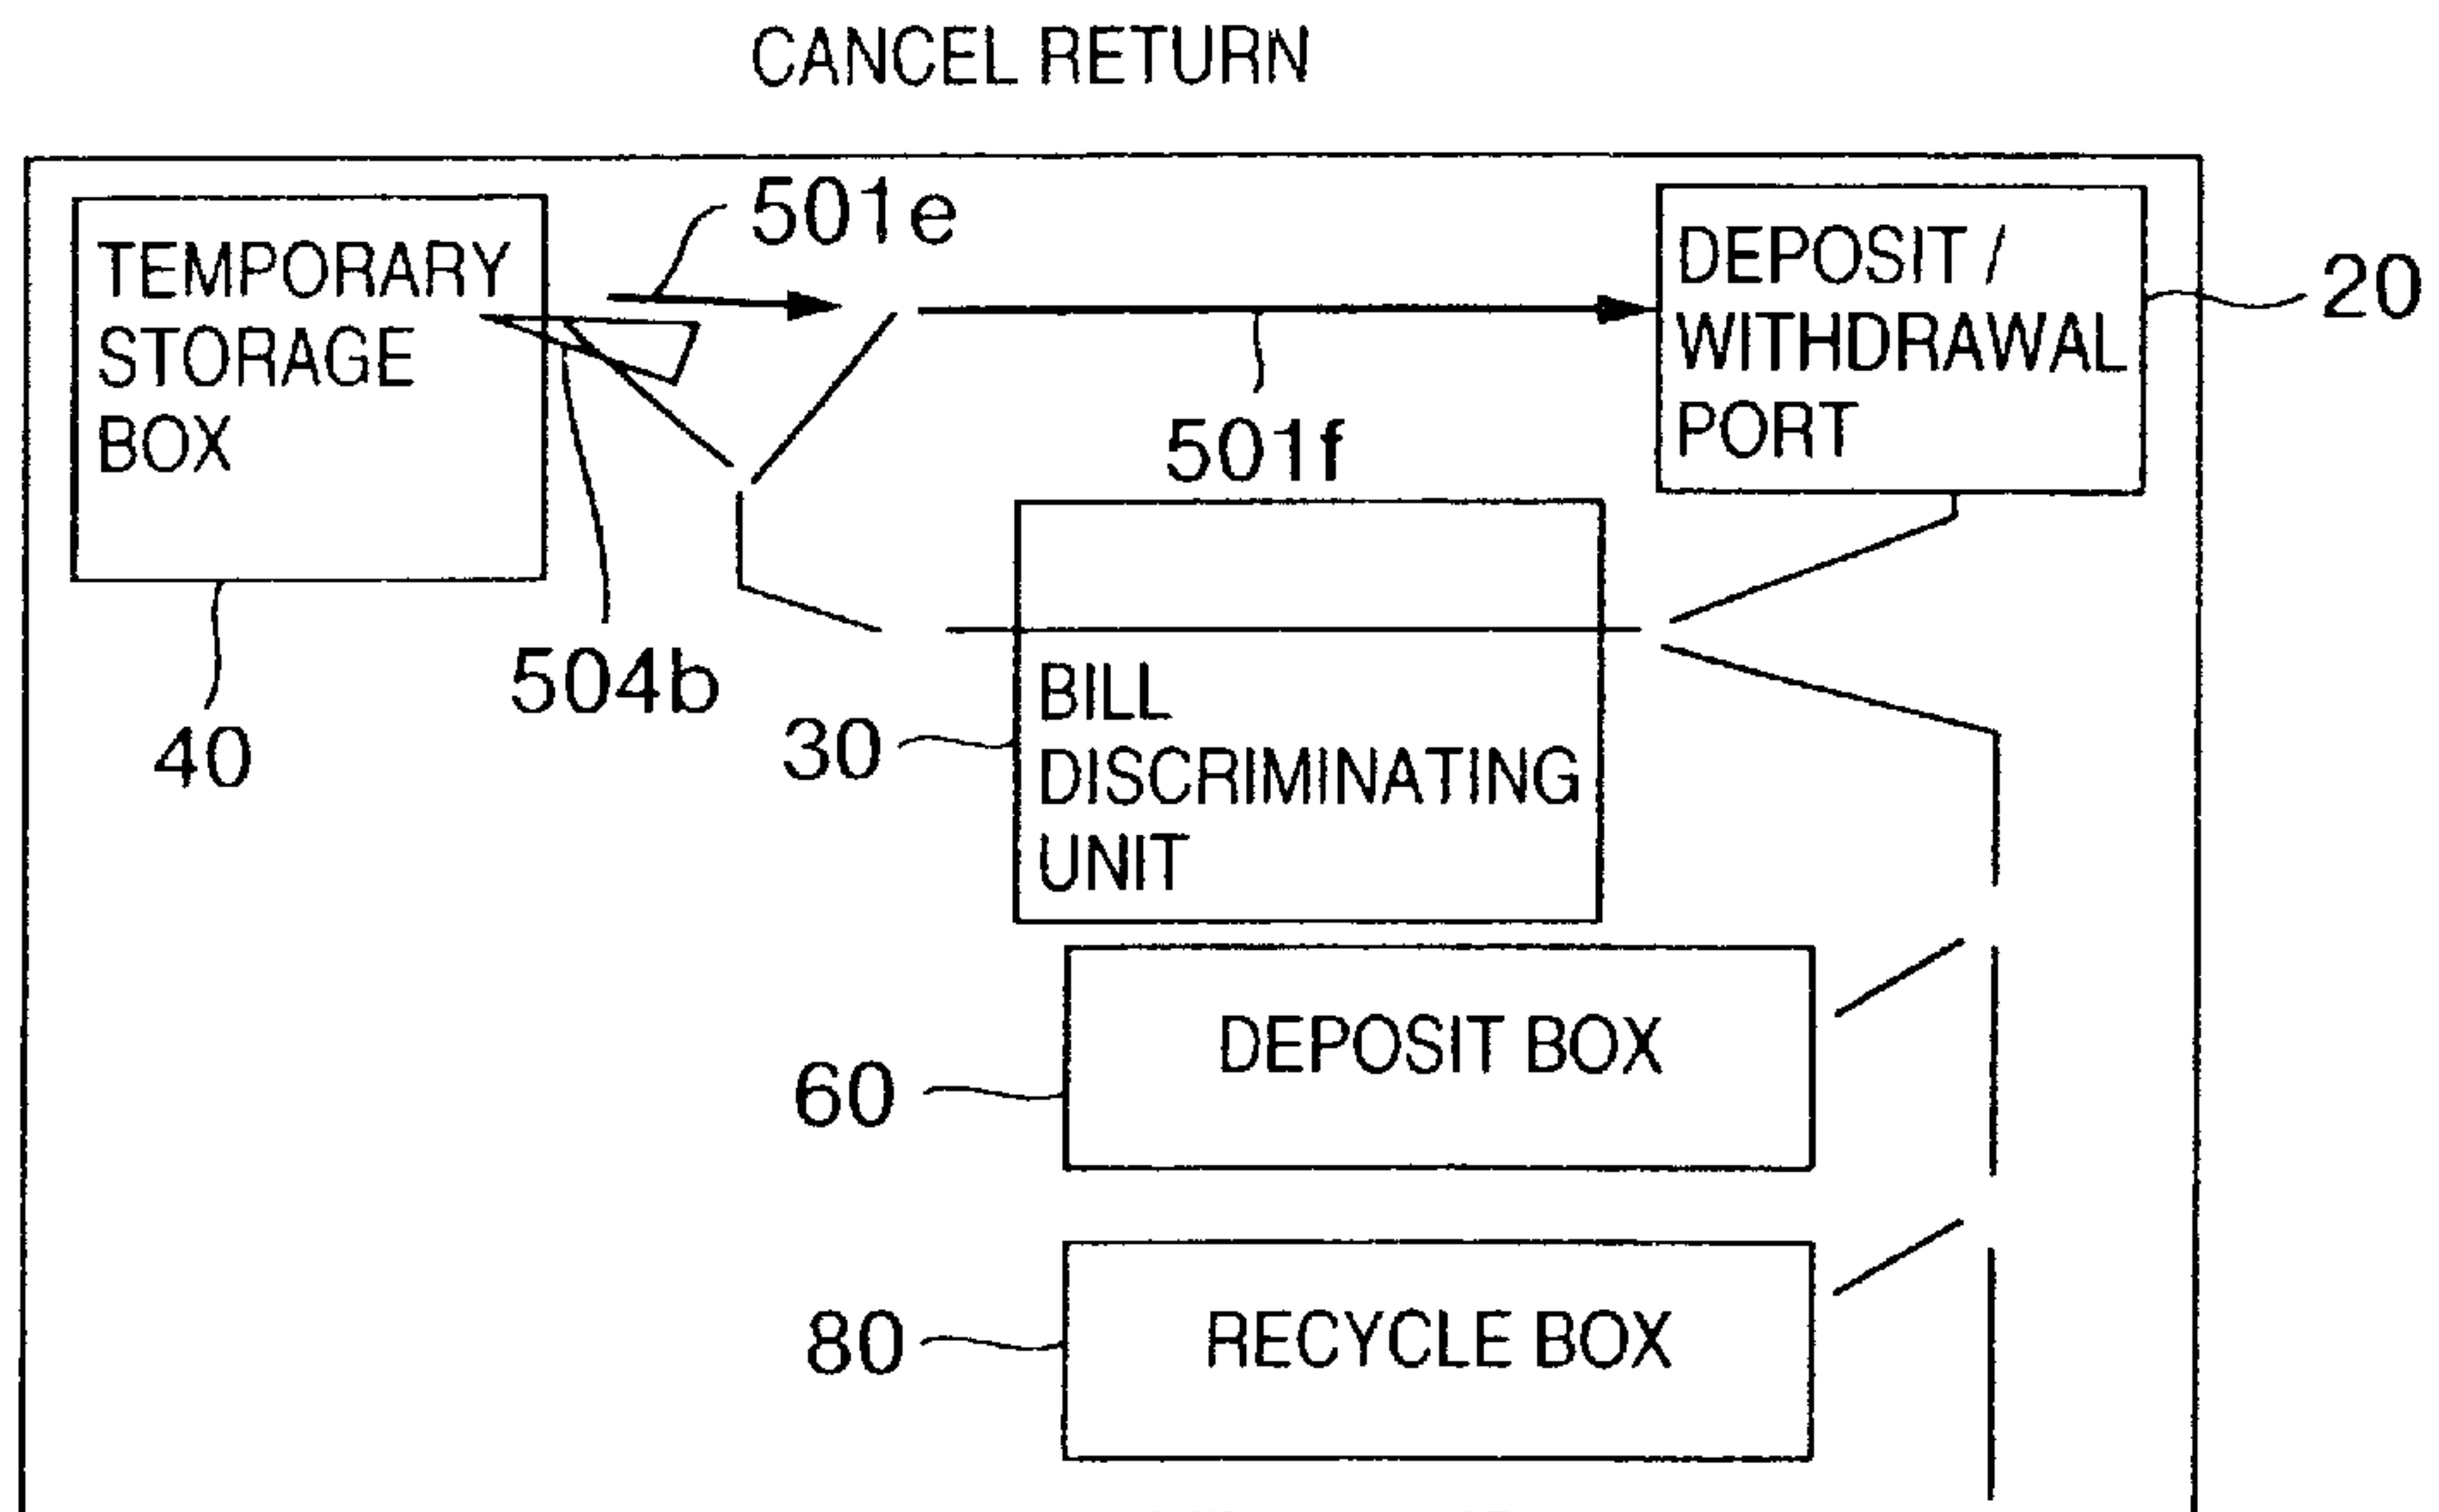 CANCEL RETURN
501e
TEMPORARY
STORAGE
BOX
DEPOSIT /
WITHDRAWAL
PORT
20
501f
504b
40
30
BILL
DISCRIMINATING
UNIT
DEPOSIT BOX
60
RECYCLE BOX
80